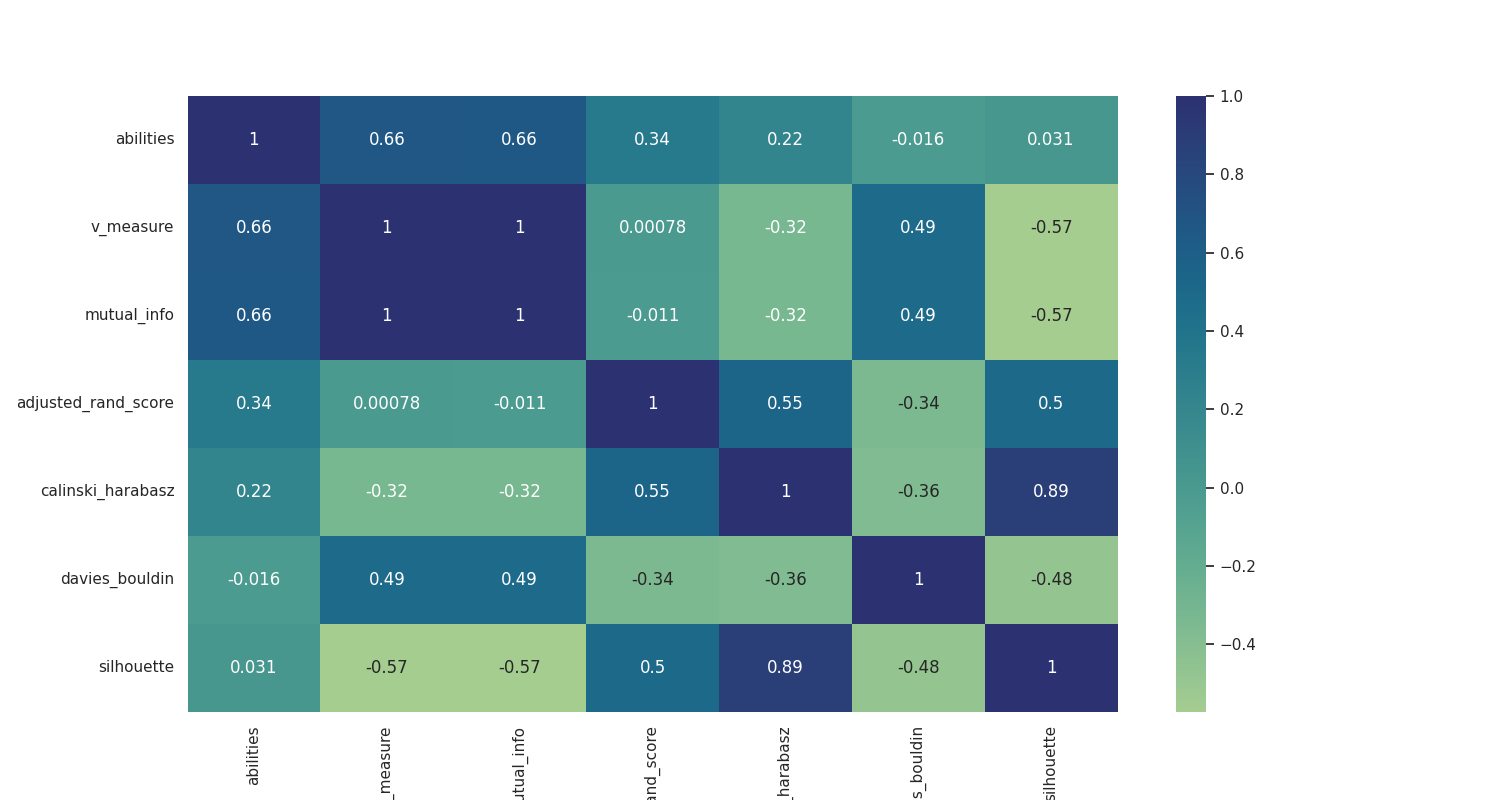 abilities 1 0.66 0.66 0.34 0.22 -0.016 0.031
v_measure 0.66 1 1 0.00078 -0.32 0.49 -0.57
mutual_info 0.66 1 1 -0.011 -0.32 0.49 -0.57
adjusted_rand_score 0.34 0.00078 -0.011 1 0.55 -0.34 0.5
calinski_harabasz 0.22 -0.32 -0.32 0.55 1 -0.36 0.89
davies_bouldin -0.016 0.49 0.49 -0.34 -0.36 1 -0.48
silhouette 0.031 -0.57 -0.57 0.5 0.89 -0.48 1
abilities
_measure
utual_info
and_score
_harabasz
s_bouldin
silhouette
1.0
0.8
0.6
0.4
0.2
0.0
−0.2
−0.4